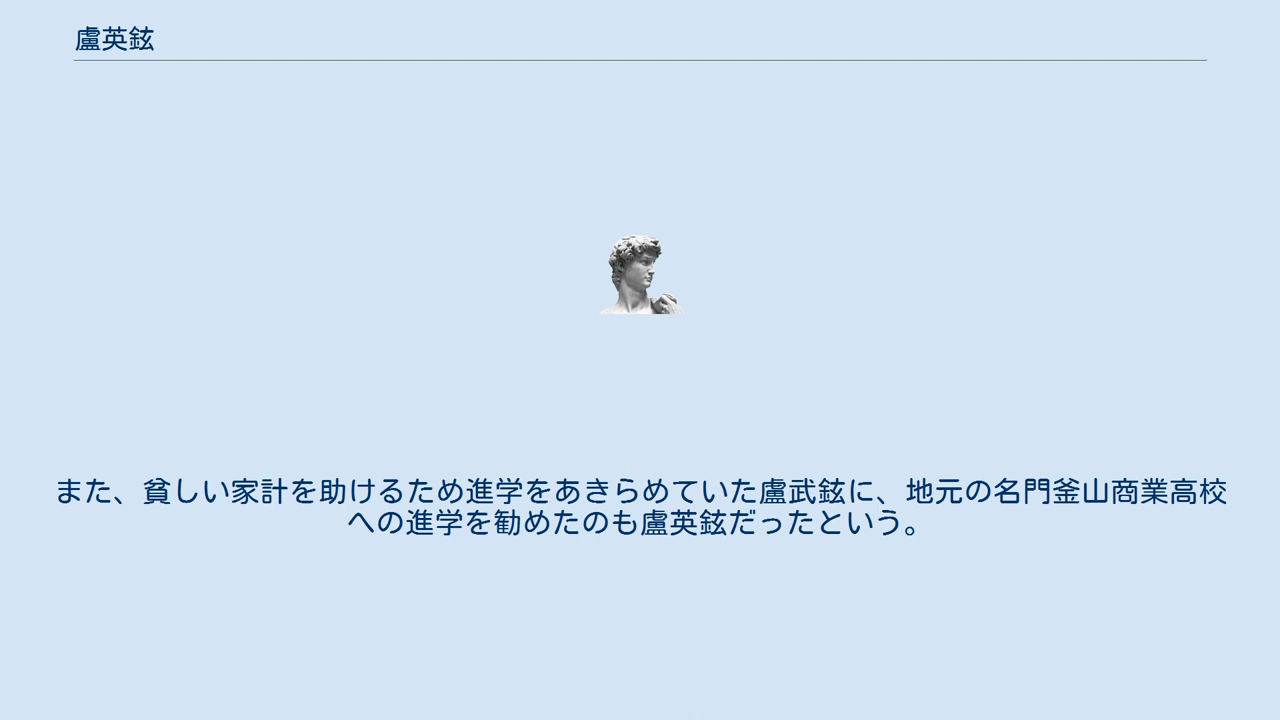 盧英鉉
また、貧しい家計を助けるため進学をあきらめていた盧武鉉に、地元の名門釜山商業高校
への進学を勧めたのも盧英鉉だったという。